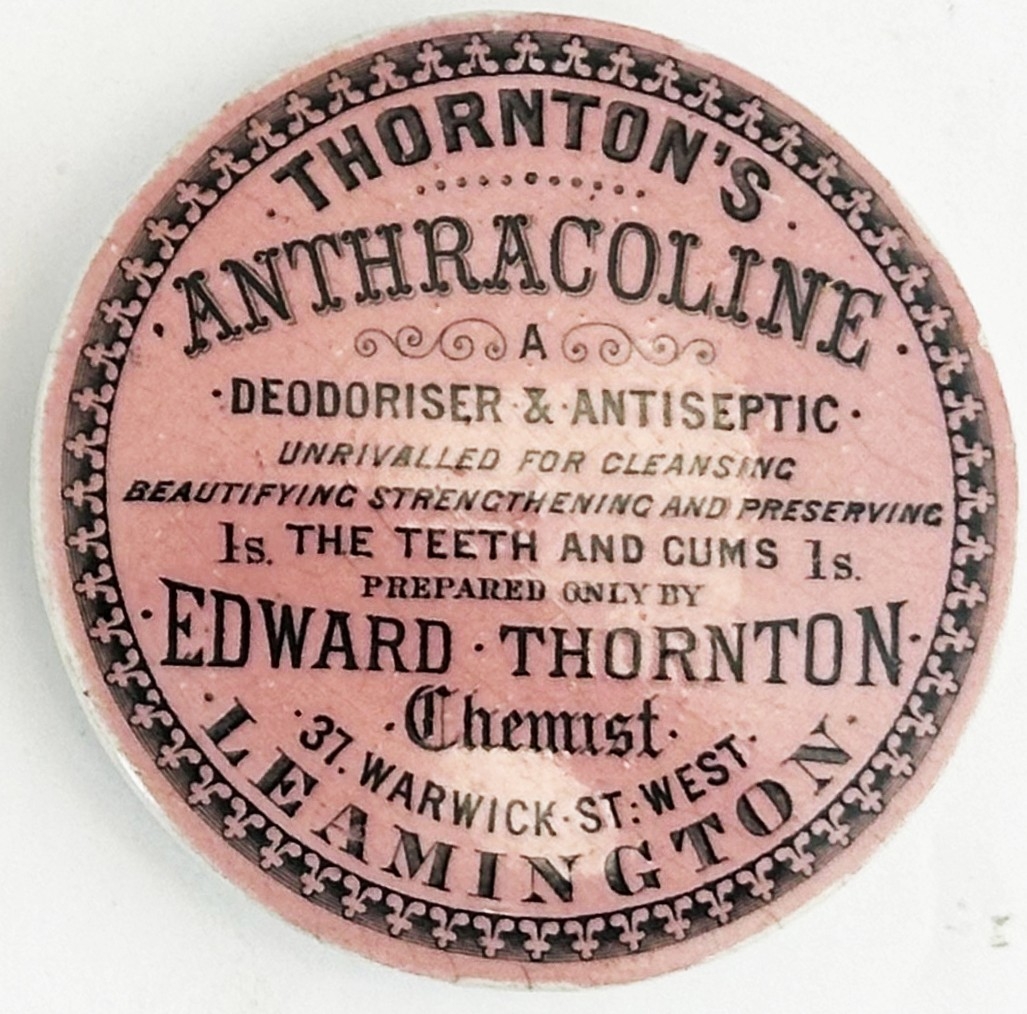 THORNTON'S
ANTHRACOLINE
A
·DEODORISER·&·ANTISEPTIC·
UNRIVALLED FOR CLEANSING
BEAUTIFYING STRENGTHENING AND PRESERVING
1s. THE TEETH AND GUMS 1s.
PREPARED ONLY BY
·EDWARD·THORNTON·
·Chemist·
·37. WARWICK·ST: WEST·
·LEAMINGTON·